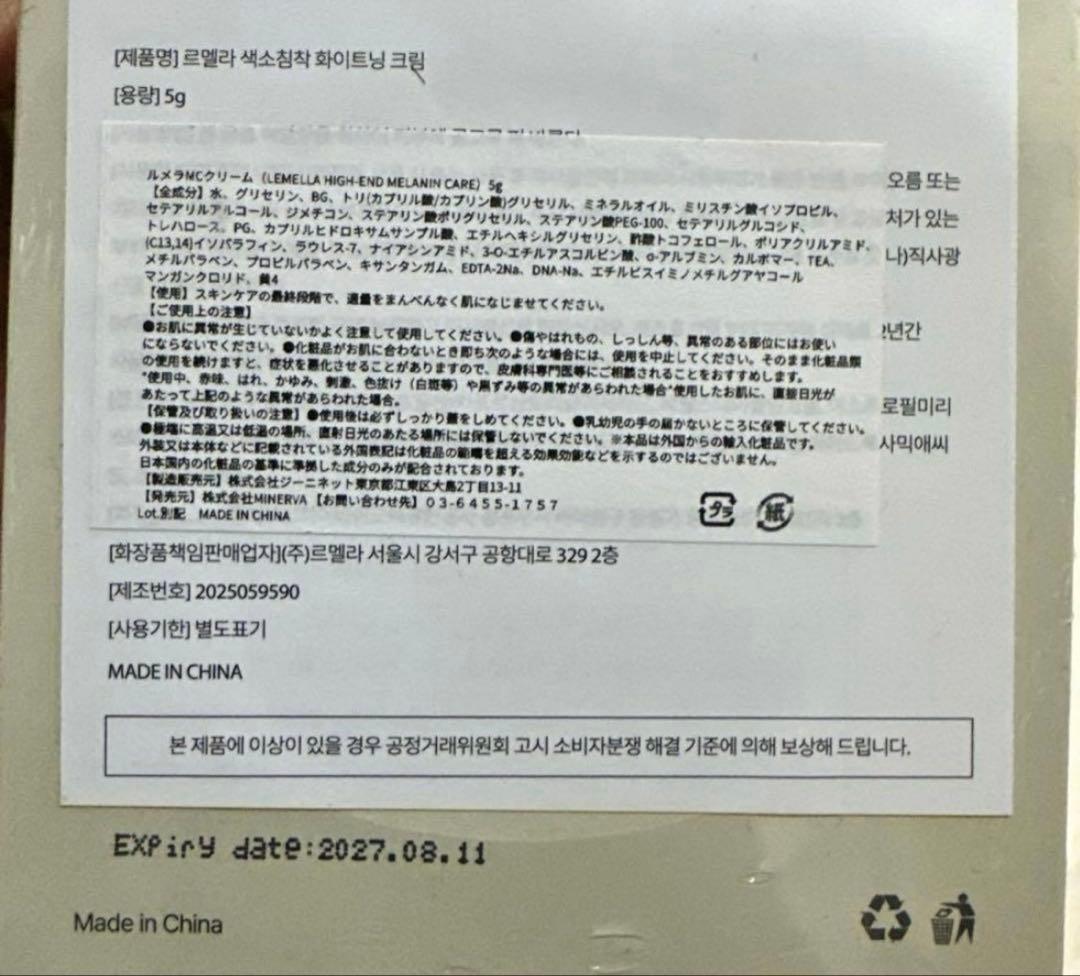 [제품명] 르멜라 색소침착 화이트닝 크림
[용량] 5g
ルメラMCクリーム（LEMELLA HIGH-END MELANIN CARE）5g
【全成分】水、グリセリン、BG、トリ(カプリル酸/カプリン酸)グリセリル、ミネラルオイル、ミリスチン酸イソプロピル、
セテアリルアルコール、ジメチコン、ステアリン酸ポリグリセリル、ステアリン酸PEG-100、セテアリルグルコシド、
トレハロース。PG、カプリルヒドロキサムサンプル酸、エチルヘキシルグリセリン、酢酸トコフェロール、ポリアクリルアミド、
(C13,14)イソパラフィン、ラウレス-7、ナイアシンアミド、3-O-エチルアスコルビン酸、α-アルブミン、カルボマー、TEA、
メチルパラベン、プロピルパラベン、キサンタンガム、EDTA-2Na、DNA-Na、エチルビスイミノメチルグアヤコール
マンガンクロリド、黄4
【使用】スキンケアの最終段階で、適量をまんべんなく肌になじませてください。
【ご使用上の注意】
●お肌に異常が生じていないかよく注意して使用してください。●傷やはれもの、しっしん等、異常のある部位にはお使い
にならないでください。●化粧品がお肌に合わないとき即ち次のような場合には、使用を中止してください。そのまま化粧品類
の使用を続けますと、症状を悪化させることがありますので、皮膚科専門医等にご相談されることをおすすめします。
*使用中、赤味、はれ、かゆみ、刺激、色抜け（白斑等）や黒ずみ等の異常があらわれた場合*使用したお肌に、直接日光が
あたって上記のような異常があらわれた場合。
【保管及び取り扱いの注意】●使用後は必ずしっかり蓋をしめてください。●乳幼児の手の届かないところに保管してください。
●極端に高温又は低温の場所、直射日光のあたる場所には保管しないでください。※本品は外国からの輸入化粧品です。
外装又は本体などに記載されている外国表記は化粧品の範疇を超える効果効能などを示すのではございません。
日本国内の化粧品の基準に準拠した成分のみが配合されております。
【製造販売元】株式会社ジーニネット東京都江東区大島2丁目13-11
【発売元】株式会社MINERVA【お問い合わせ先】03-6455-1757
Lot.別記 MADE IN CHINA
プラ
紙
오름 또는
처가 있는
나)직사광
년간
로필미리
사믹애씨
[화장품책임판매업자](주)르멜라 서울시 강서구 공항대로 329 2층
[제조번호] 2025059590
[사용기한] 별도표기
MADE IN CHINA
본 제품에 이상이 있을 경우 공정거래위원회 고시 소비자분쟁 해결 기준에 의해 보상해 드립니다.
EXPiry date:2027.08.11
Made in China